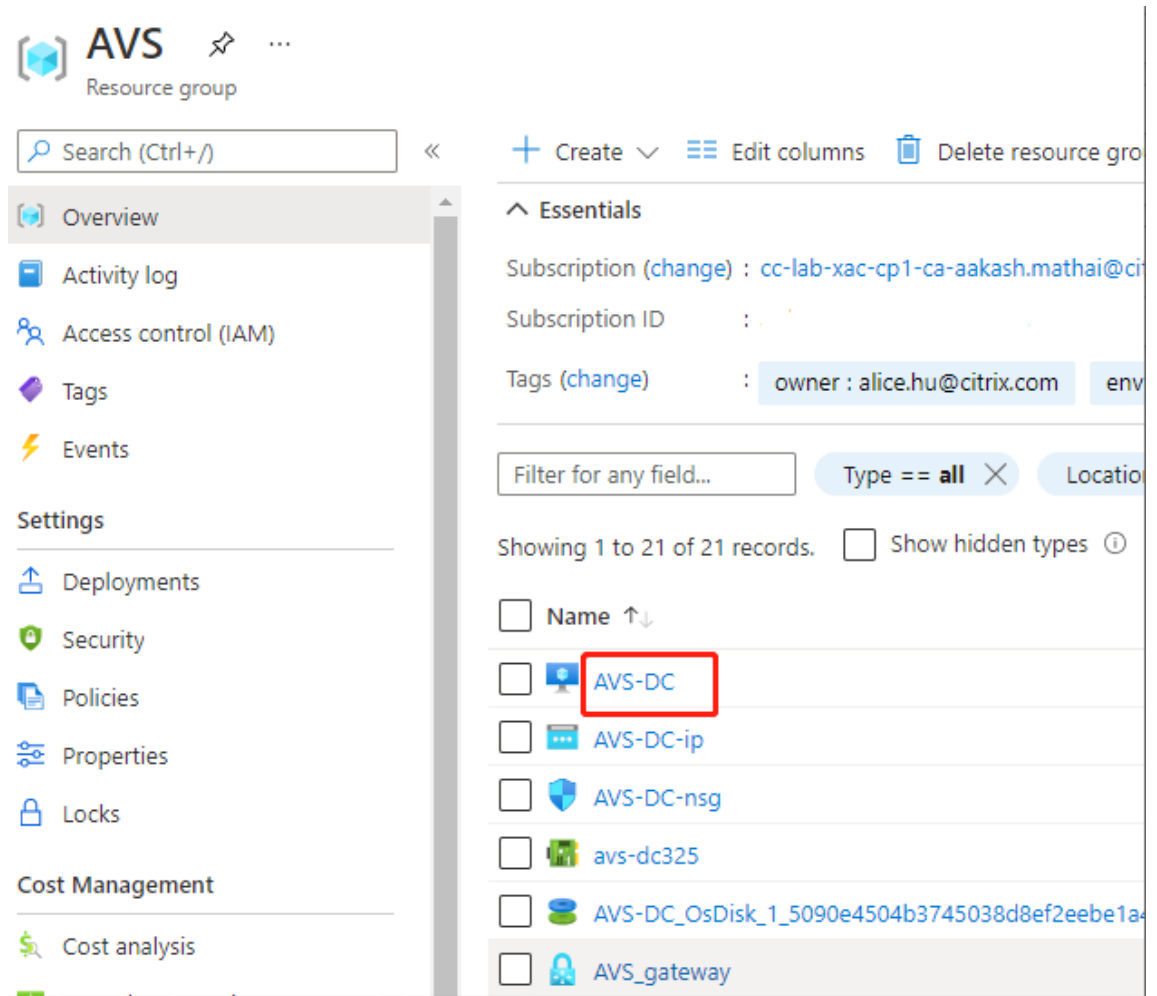 AVS
...
Resource group
Search (Ctrl+/)
«
Overview
Activity log
Access control (IAM)
Tags
Events
Settings
Deployments
Security
Policies
Properties
Locks
Cost Management
Cost analysis
Create
Edit columns
Delete resource gro
Essentials
Subscription (change) : cc-lab-xac-cp1-ca-aakash.mathai@cit
Subscription ID :
Tags (change) : owner : alice.hu@citrix.com env
Filter for any field... Type == all Location
Showing 1 to 21 of 21 records. Show hidden types
Name ↑↓
AVS-DC
AVS-DC-ip
AVS-DC-nsg
avs-dc325
AVS-DC_OsDisk_1_5090e4504b3745038d8ef2eebe1a4
AVS_gateway